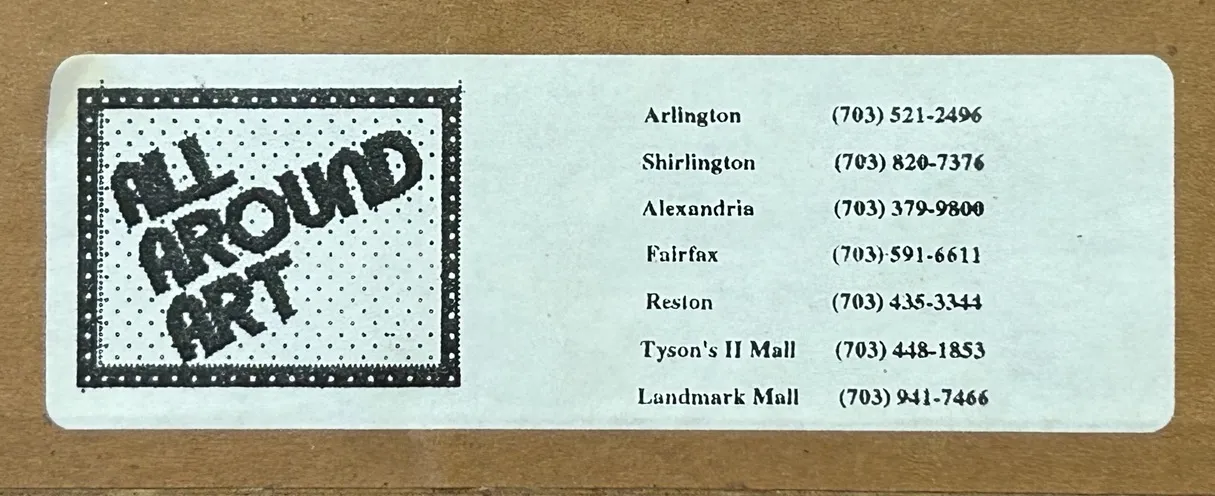 ALL
AROUND
ART
Arlington (703) 521-2496
Shirlington (703) 820-7376
Alexandria (703) 379-9800
Fairfax (703) 591-6611
Reston (703) 435-3344
Tyson's II Mall (703) 448-1853
Landmark Mall (703) 941-7466